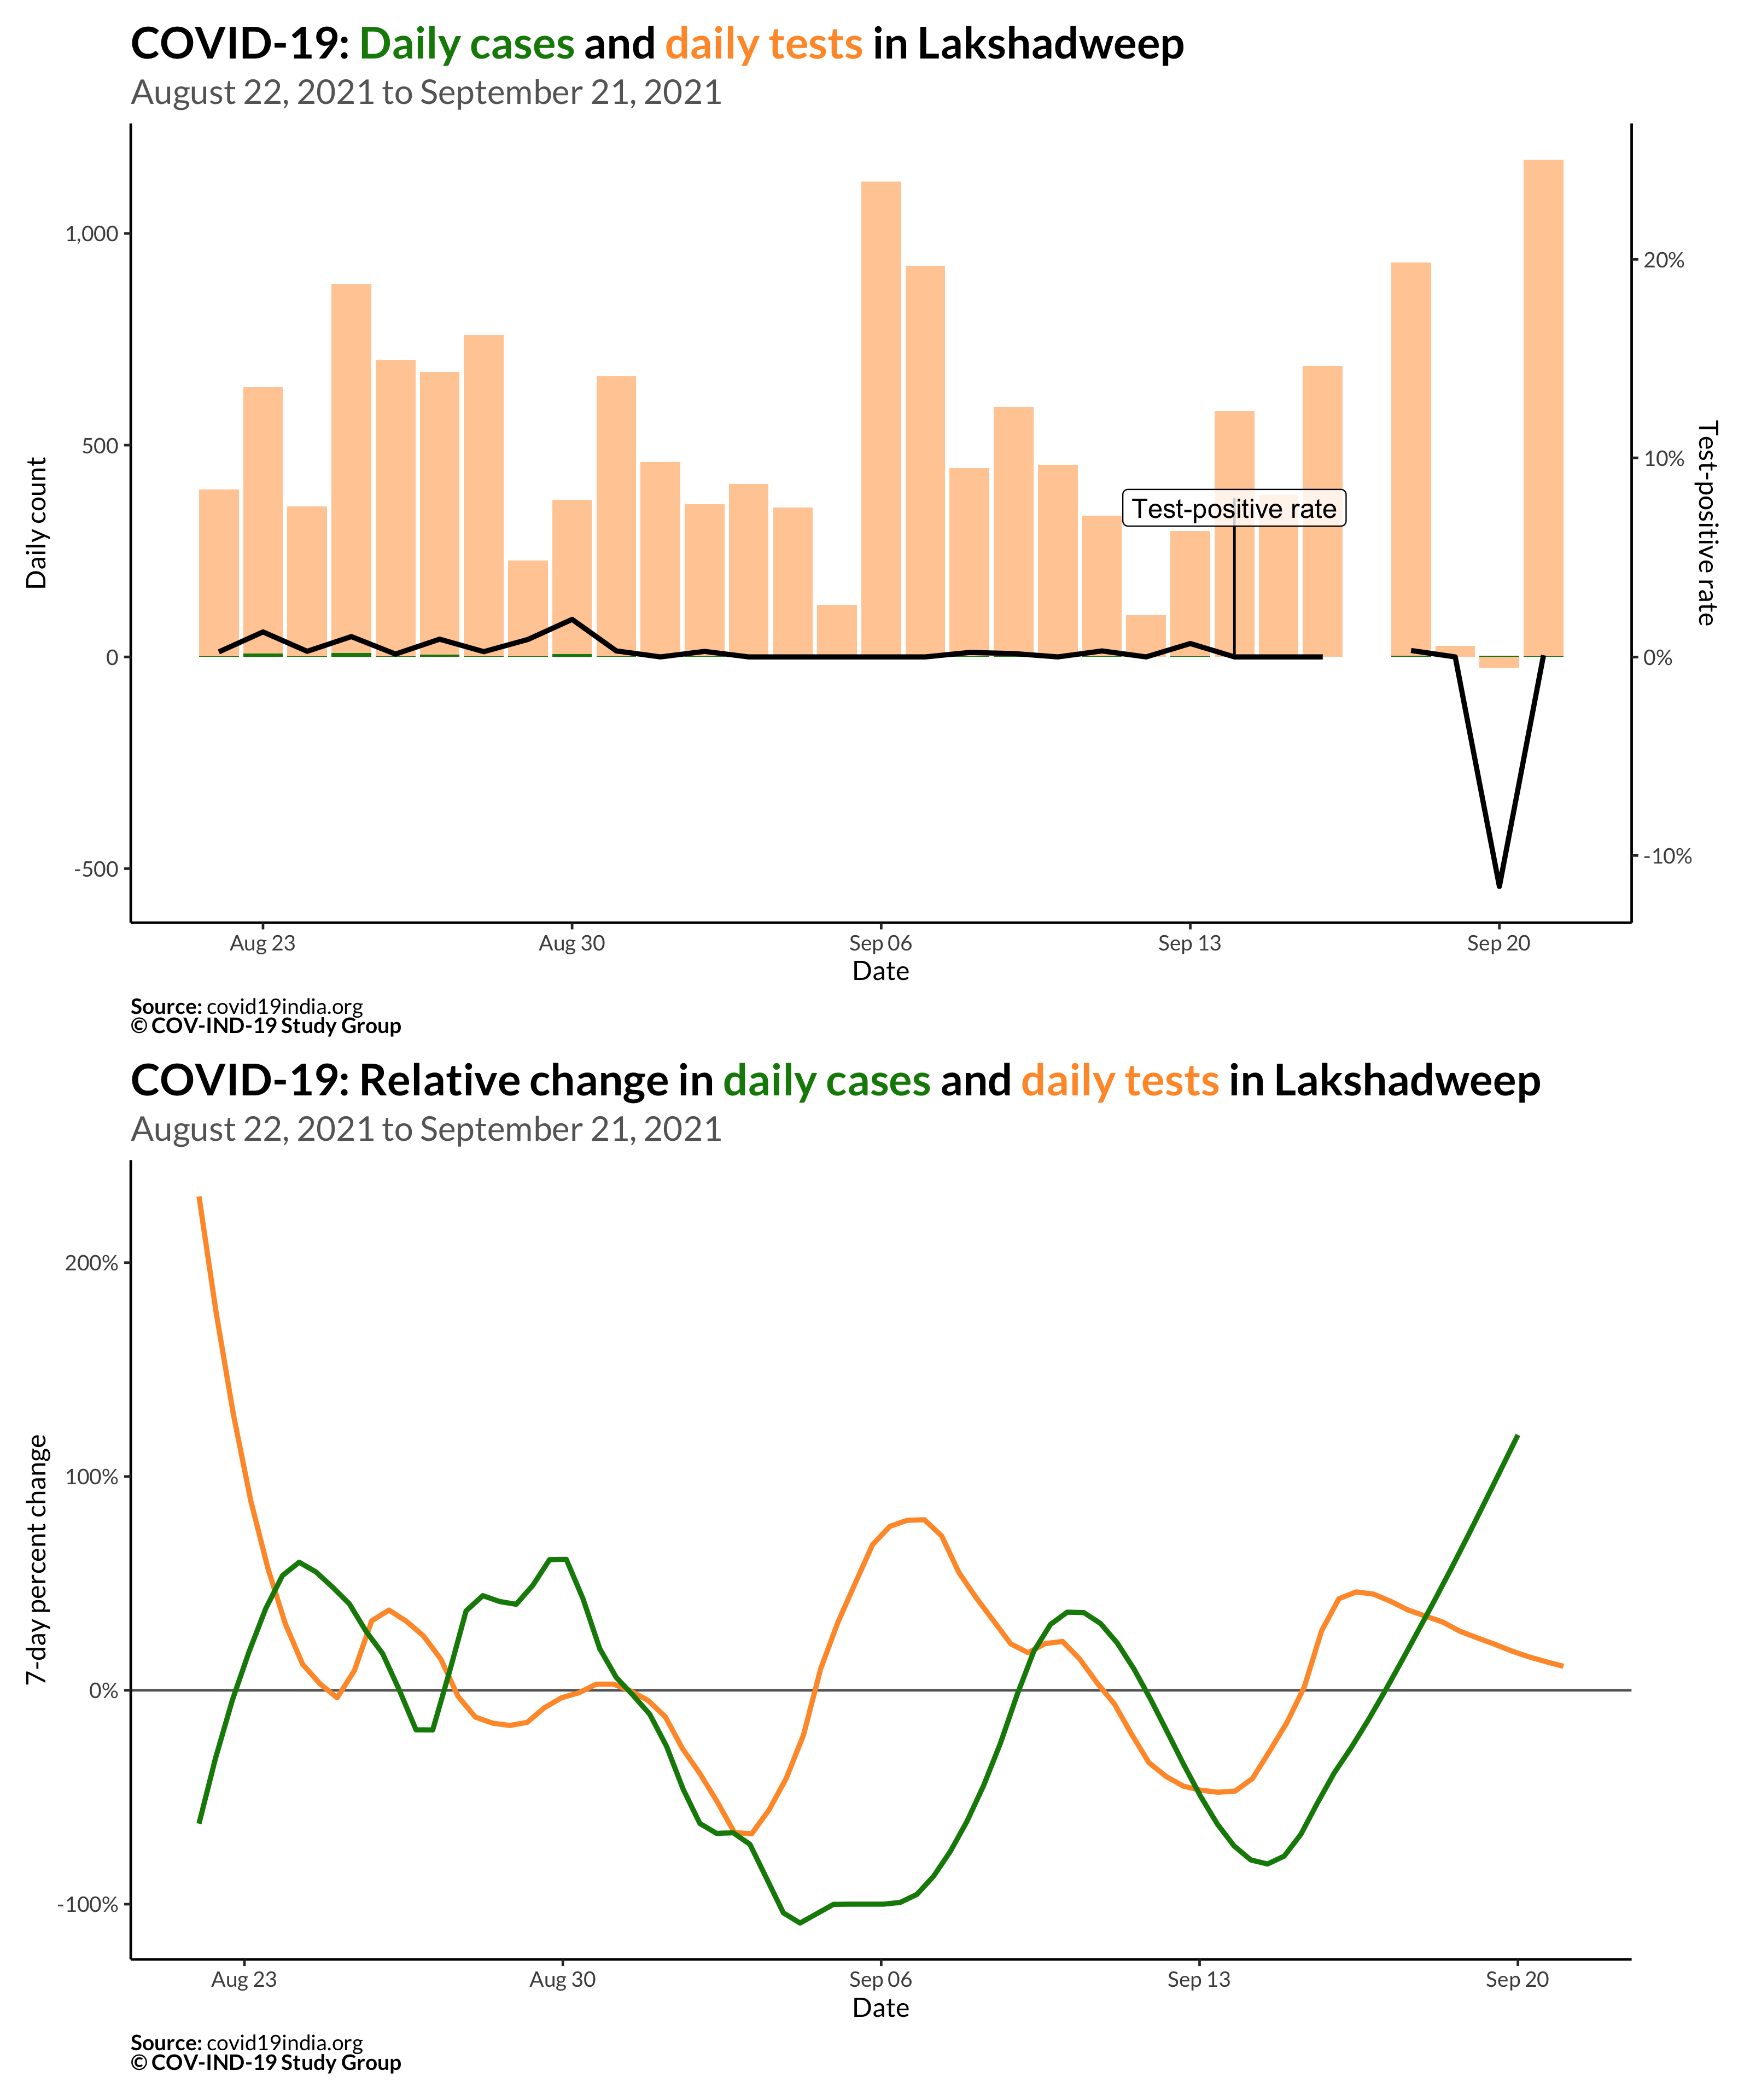 COVID-19: Daily cases and daily tests in Lakshadweep
August 22, 2021 to September 21, 2021
Daily count
1,000
500
0
-500
20%
10%
0%
-10%
Test-positive rate
Test-positive rate
Aug 23
Aug 30
Sep 06
Sep 13
Sep 20
Date
Source: covid19india.org
© COV-IND-19 Study Group
COVID-19: Relative change in daily cases and daily tests in Lakshadweep
August 22, 2021 to September 21, 2021
7-day percent change
200%
100%
0%
-100%
Aug 23
Aug 30
Sep 06
Sep 13
Sep 20
Date
Source: covid19india.org
© COV-IND-19 Study Group